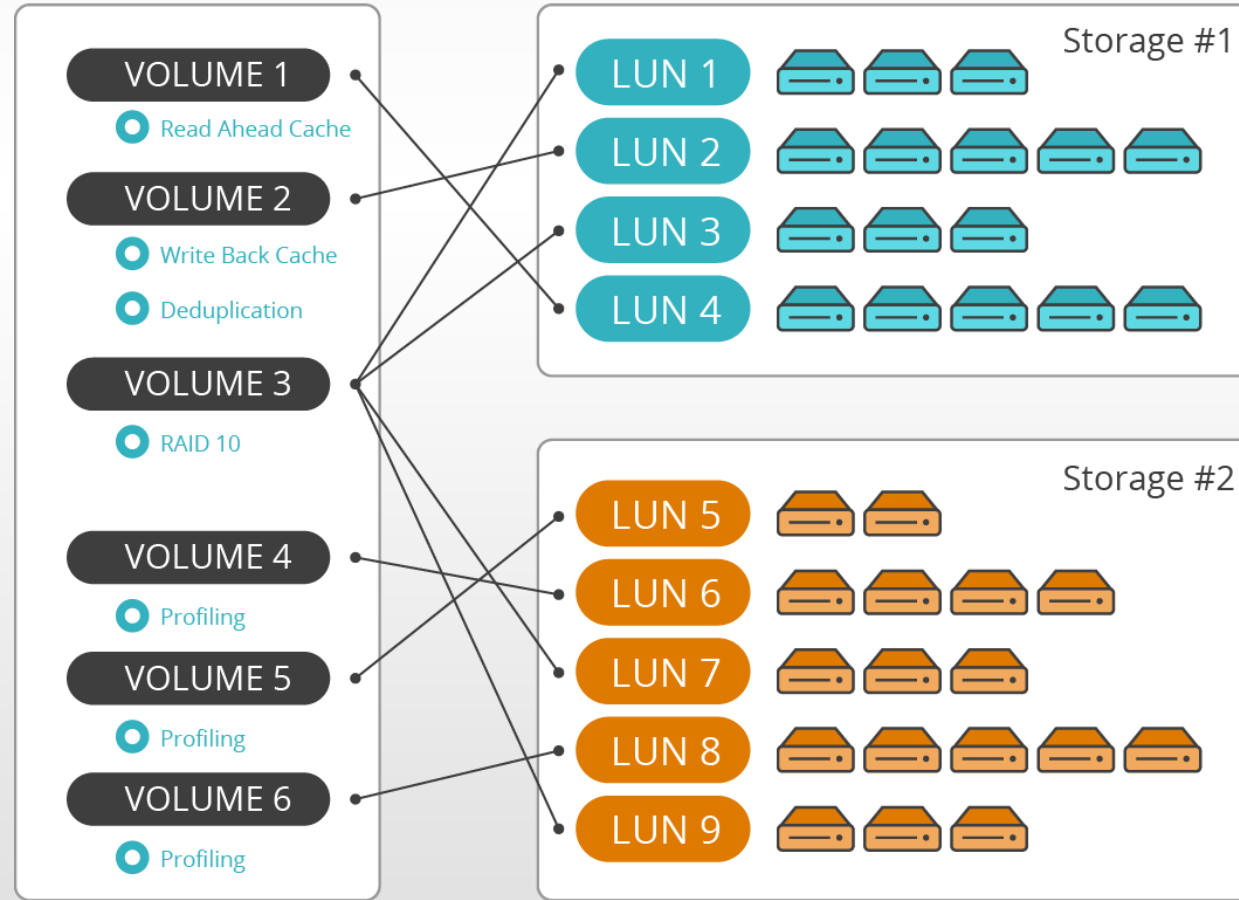 VOLUME 1
Read Ahead Cache
VOLUME 2
Write Back Cache
Deduplication
VOLUME 3
RAID 10
VOLUME 4
Profiling
VOLUME 5
Profiling
VOLUME 6
Profiling
Storage #1
LUN 1
LUN 2
LUN 3
LUN 4
Storage #2
LUN 5
LUN 6
LUN 7
LUN 8
LUN 9